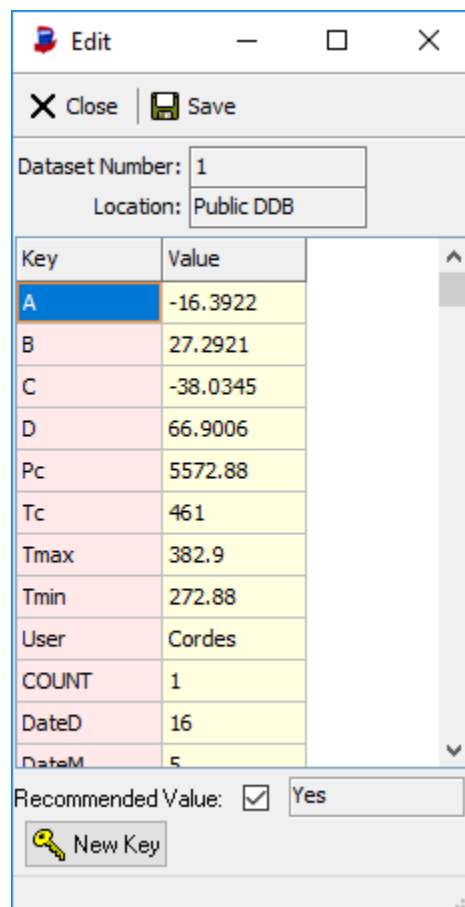 Edit
Close Save
Dataset Number: 1
Location: Public DDB
Key Value
A -16.3922
B 27.2921
C -38.0345
D 66.9006
Pc 5572.88
Tc 461
Tmax 382.9
Tmin 272.88
User Cordes
COUNT 1
DateD 16
DateM 5
Recommended Value: Yes
New Key